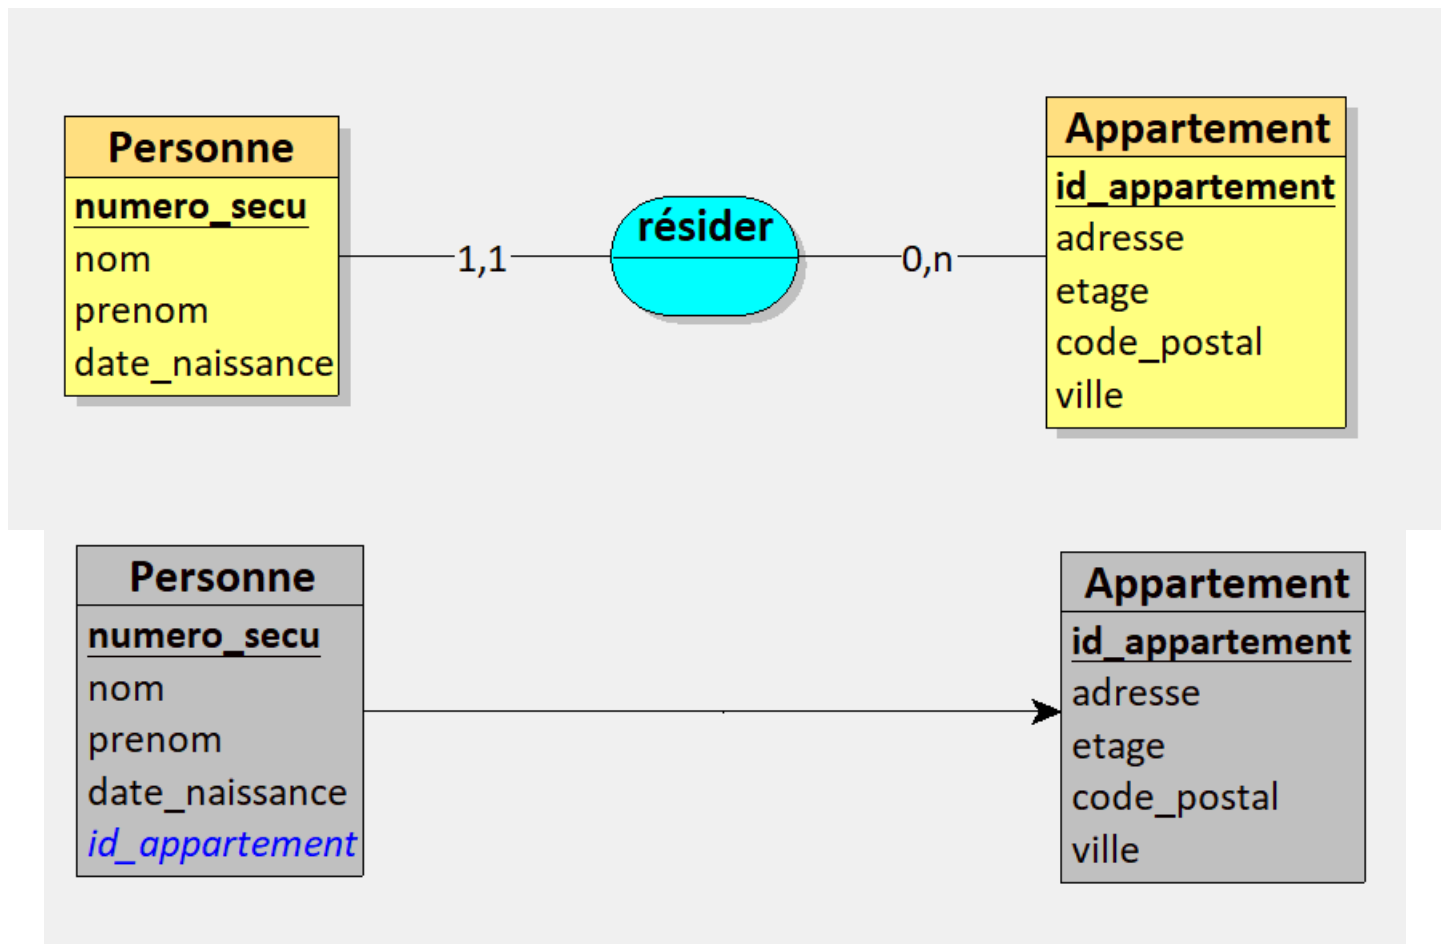 Personne
numero_secu
nom
prenom
date_naissance
1,1
résider
0,n
Appartement
id_appartement
adresse
etage
code_postal
ville
Personne
numero_secu
nom
prenom
date_naissance
id_appartement
Appartement
id_appartement
adresse
etage
code_postal
ville